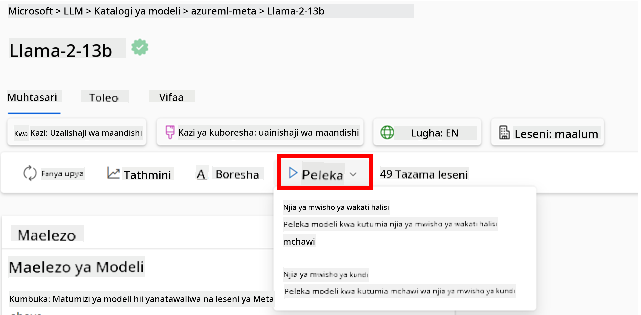 Microsoft > LLM > Katalogi ya modeli > azureml-meta > Llama-2-13b
Llama-2-13b
Muhtasari Toleo Vifaa
Kwa: Kazi: Uzalishaji wa maandishi Kazi ya kuboresha: uainishaji wa maandishi Lugha: EN Leseni: maalum
Fanya upya Tathmini Boresha Peleka 49 Tazama leseni
Njia ya mwisho ya wakati halisi
Peleka modeli kwa kutumia njia ya mwisho ya wakati halisi
mchawi
Maelezo
Maelezo ya Modeli
Njia ya mwisho ya kundi
Peleka modeli kwa kutumia mchawi wa njia ya mwisho ya kundi
Kumbuka: Matumizi ya modeli hii yanatawaliwa na leseni ya Meta